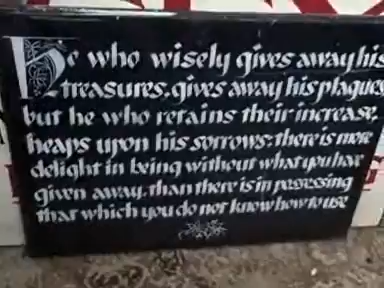 He who wisely gives away his
treasures, gives away his plagues
but he who retains their increase,
heaps upon his sorrows: there is more
delight in being without what you have
given away, than there is in possessing
that which you do not know how to use